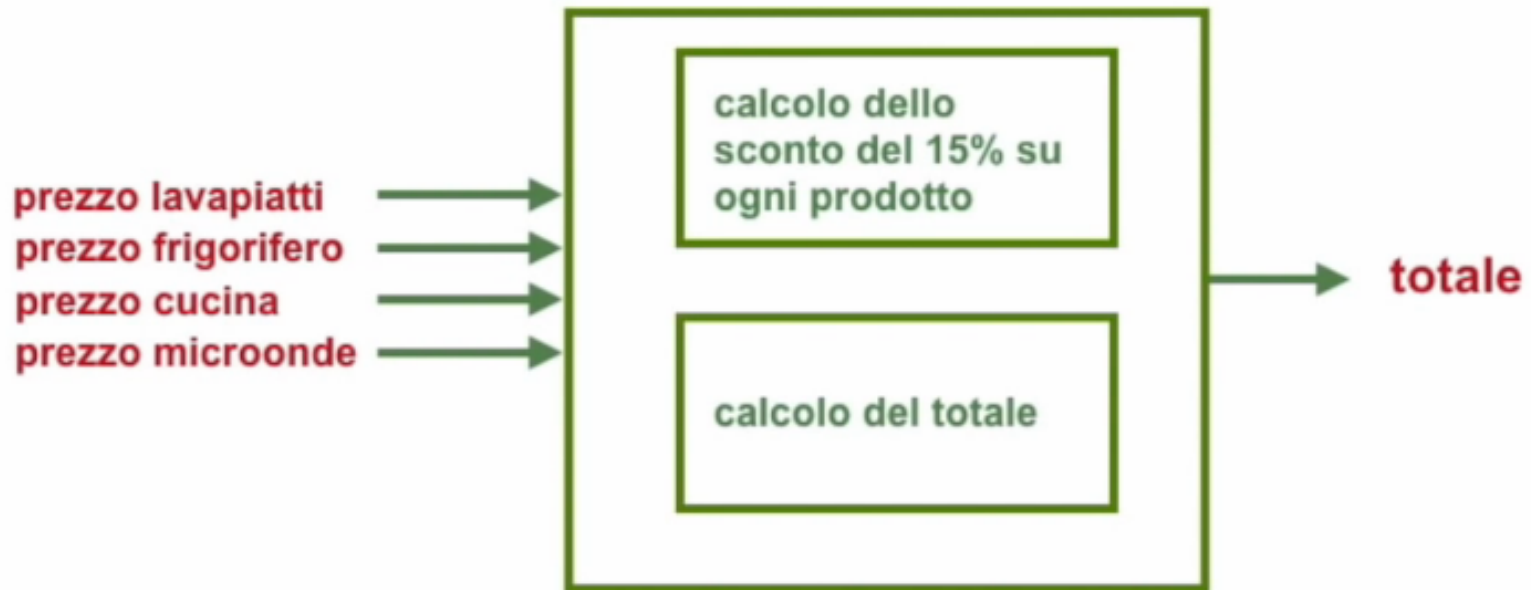 calcolo dello
sconto del 15% su
ogni prodotto
prezzo lavapiatti
prezzo frigorifero
prezzo cucina
prezzo microonde
totale
calcolo del totale